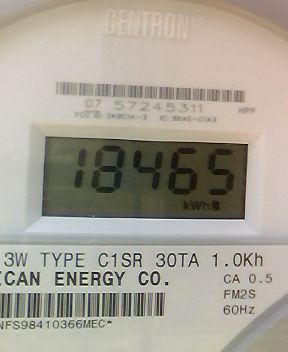 CENTRON®
07 57245311 HPP
18465
kWh
3W TYPE C1SR 30TA 1.0Kh
ICAN ENERGY CO. CA 0.5
FM2S
60Hz
NFS98410366MEC*